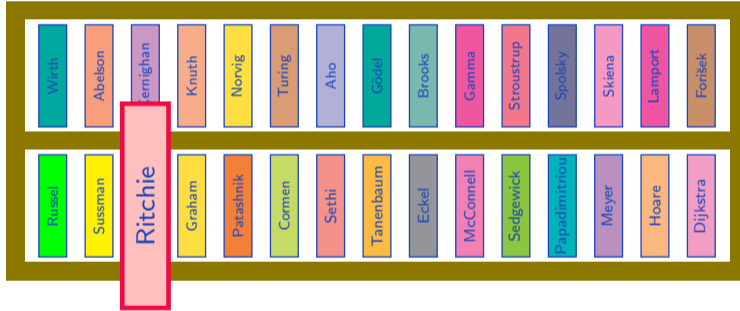 Wirth
Abelson
ernighan
Knuth
Norvig
Turing
Aho
Gödel
Brooks
Gamma
Stroustrup
Spolsky
Skiena
Lamport
Forišek
Russel
Sussman
Ritchie
Graham
Patashnik
Cormen
Sethi
Tanenbaum
Eckel
McConnell
Sedgewick
Papadimitriou
Meyer
Hoare
Dijkstra